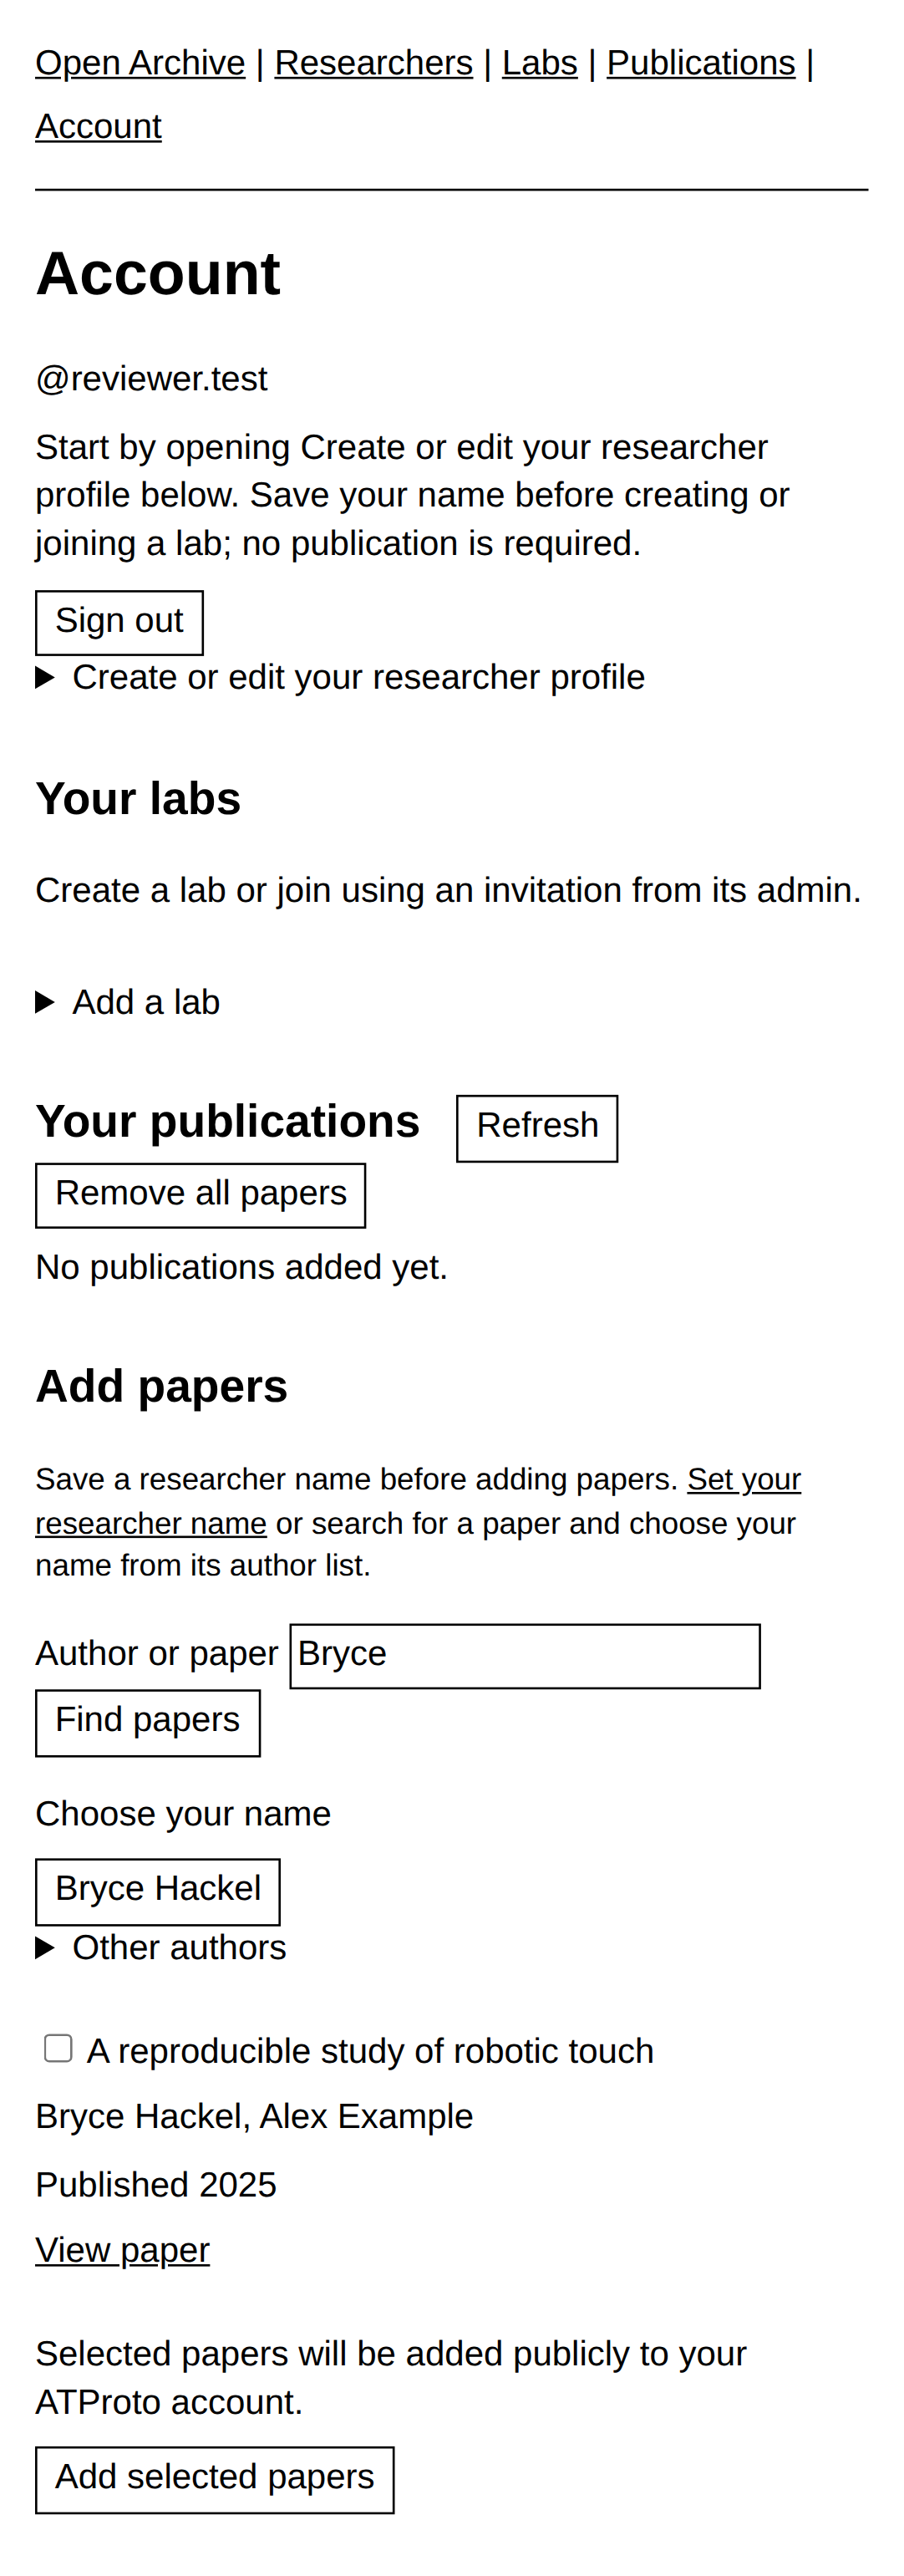 Open Archive | Researchers | Labs | Publications |
Account
Account
@reviewer.test
Start by opening Create or edit your researcher
profile below. Save your name before creating or
joining a lab; no publication is required.
Sign out
Create or edit your researcher profile
Your labs
Create a lab or join using an invitation from its admin.
Add a lab
Your publications Refresh
Remove all papers
No publications added yet.
Add papers
Save a researcher name before adding papers. Set your
researcher name or search for a paper and choose your
name from its author list.
Author or paper Bryce
Find papers
Choose your name
Bryce Hackel
Other authors
A reproducible study of robotic touch
Bryce Hackel, Alex Example
Published 2025
View paper
Selected papers will be added publicly to your
ATProto account.
Add selected papers